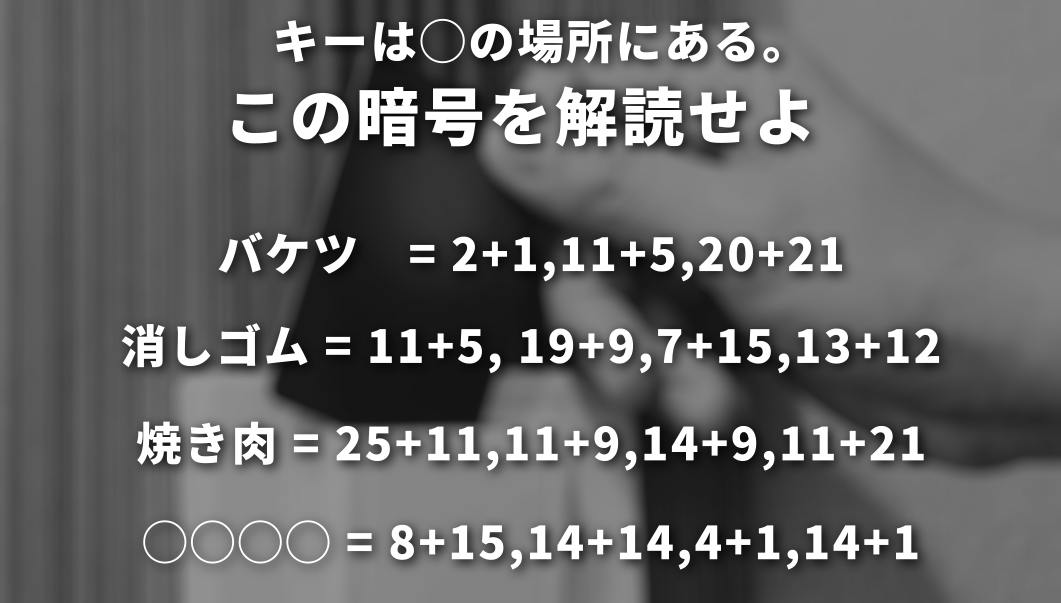 キーは◯の場所にある。
この暗号を解読せよ
バケツ　= 2+1,11+5,20+21
消しゴム = 11+5, 19+9,7+15,13+12
焼き肉 = 25+11,11+9,14+9,11+21
◯◯◯◯ = 8+15,14+14,4+1,14+1